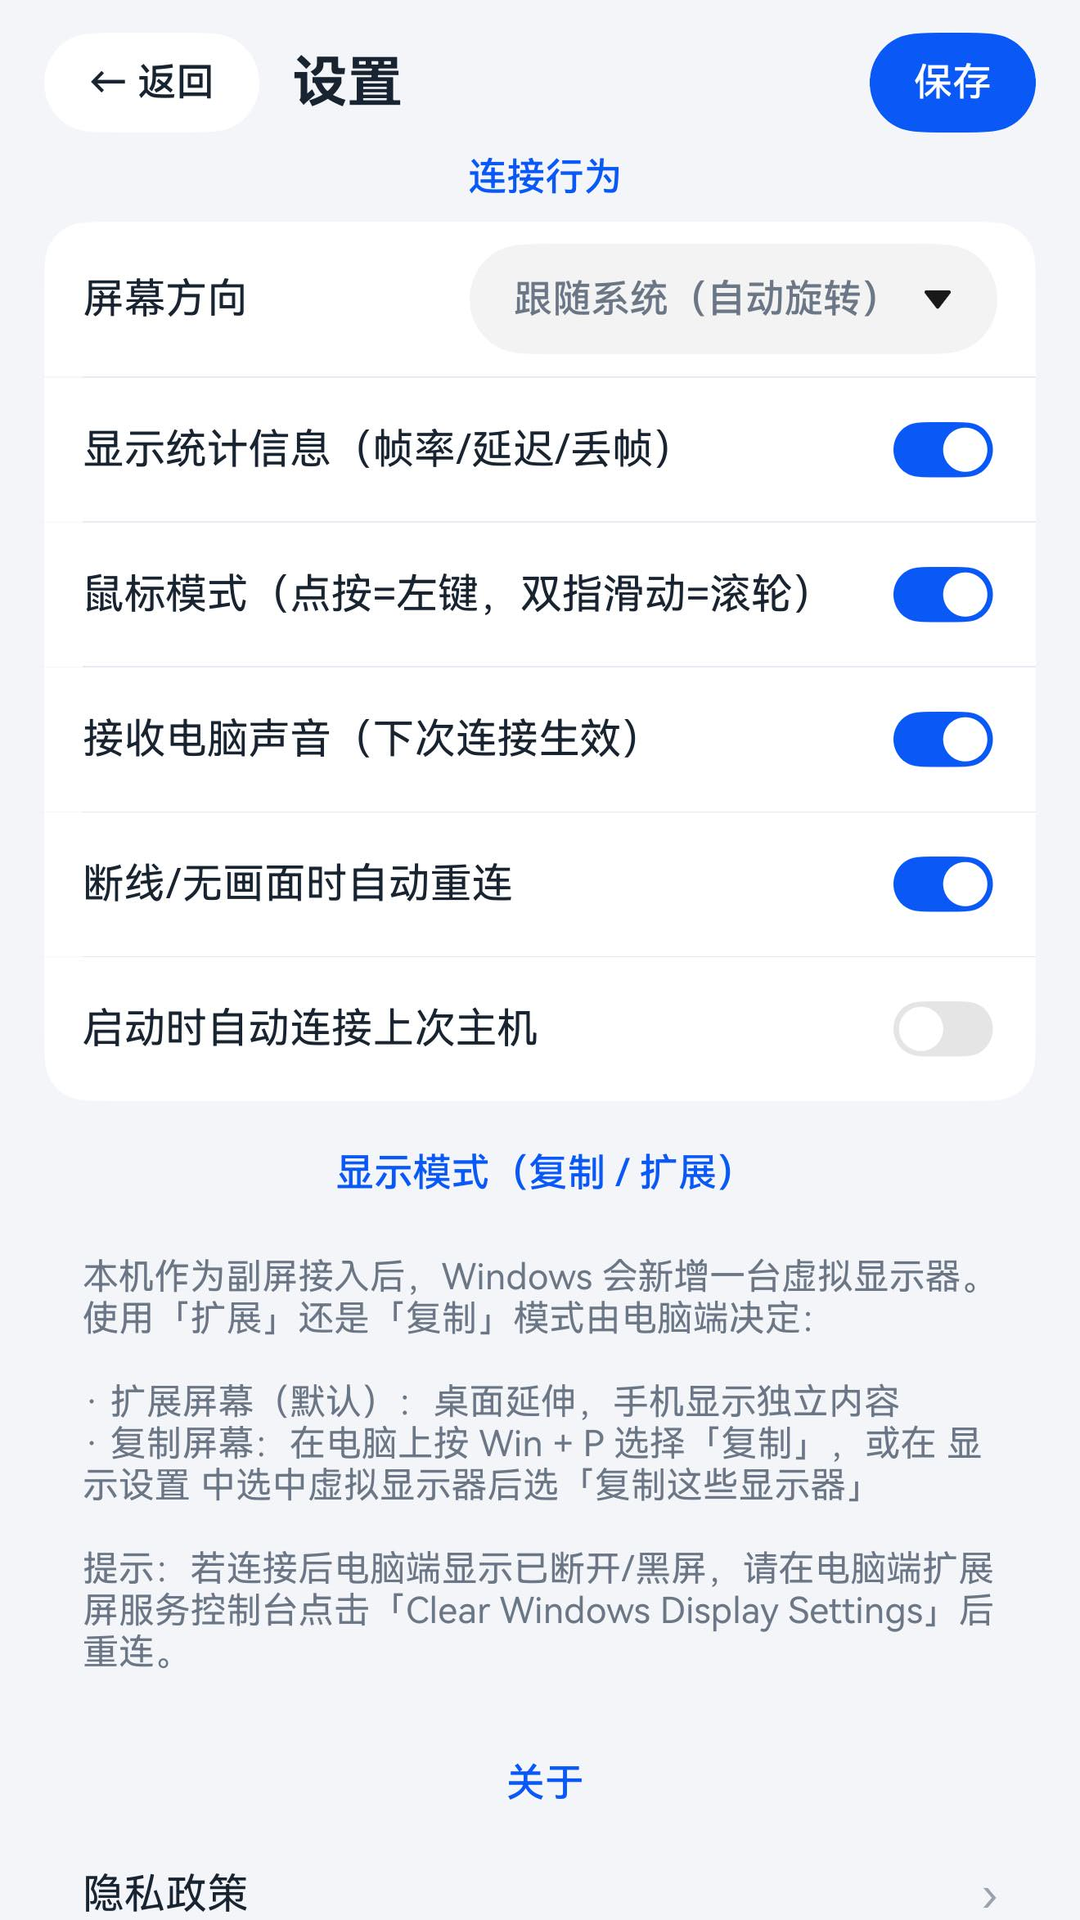 ← 返回
设置
保存
连接行为
屏幕方向
跟随系统（自动旋转）
显示统计信息（帧率/延迟/丢帧）
鼠标模式（点按=左键，双指滑动=滚轮）
接收电脑声音（下次连接生效）
断线/无画面时自动重连
启动时自动连接上次主机
显示模式（复制 / 扩展）
本机作为副屏接入后，Windows 会新增一台虚拟显示器。
使用「扩展」还是「复制」模式由电脑端决定：
· 扩展屏幕（默认）：桌面延伸，手机显示独立内容
· 复制屏幕：在电脑上按 Win + P 选择「复制」，或在 显
示设置 中选中虚拟显示器后选「复制这些显示器」
提示：若连接后电脑端显示已断开/黑屏，请在电脑端扩展
屏服务控制台点击「Clear Windows Display Settings」后
重连。
关于
隐私政策